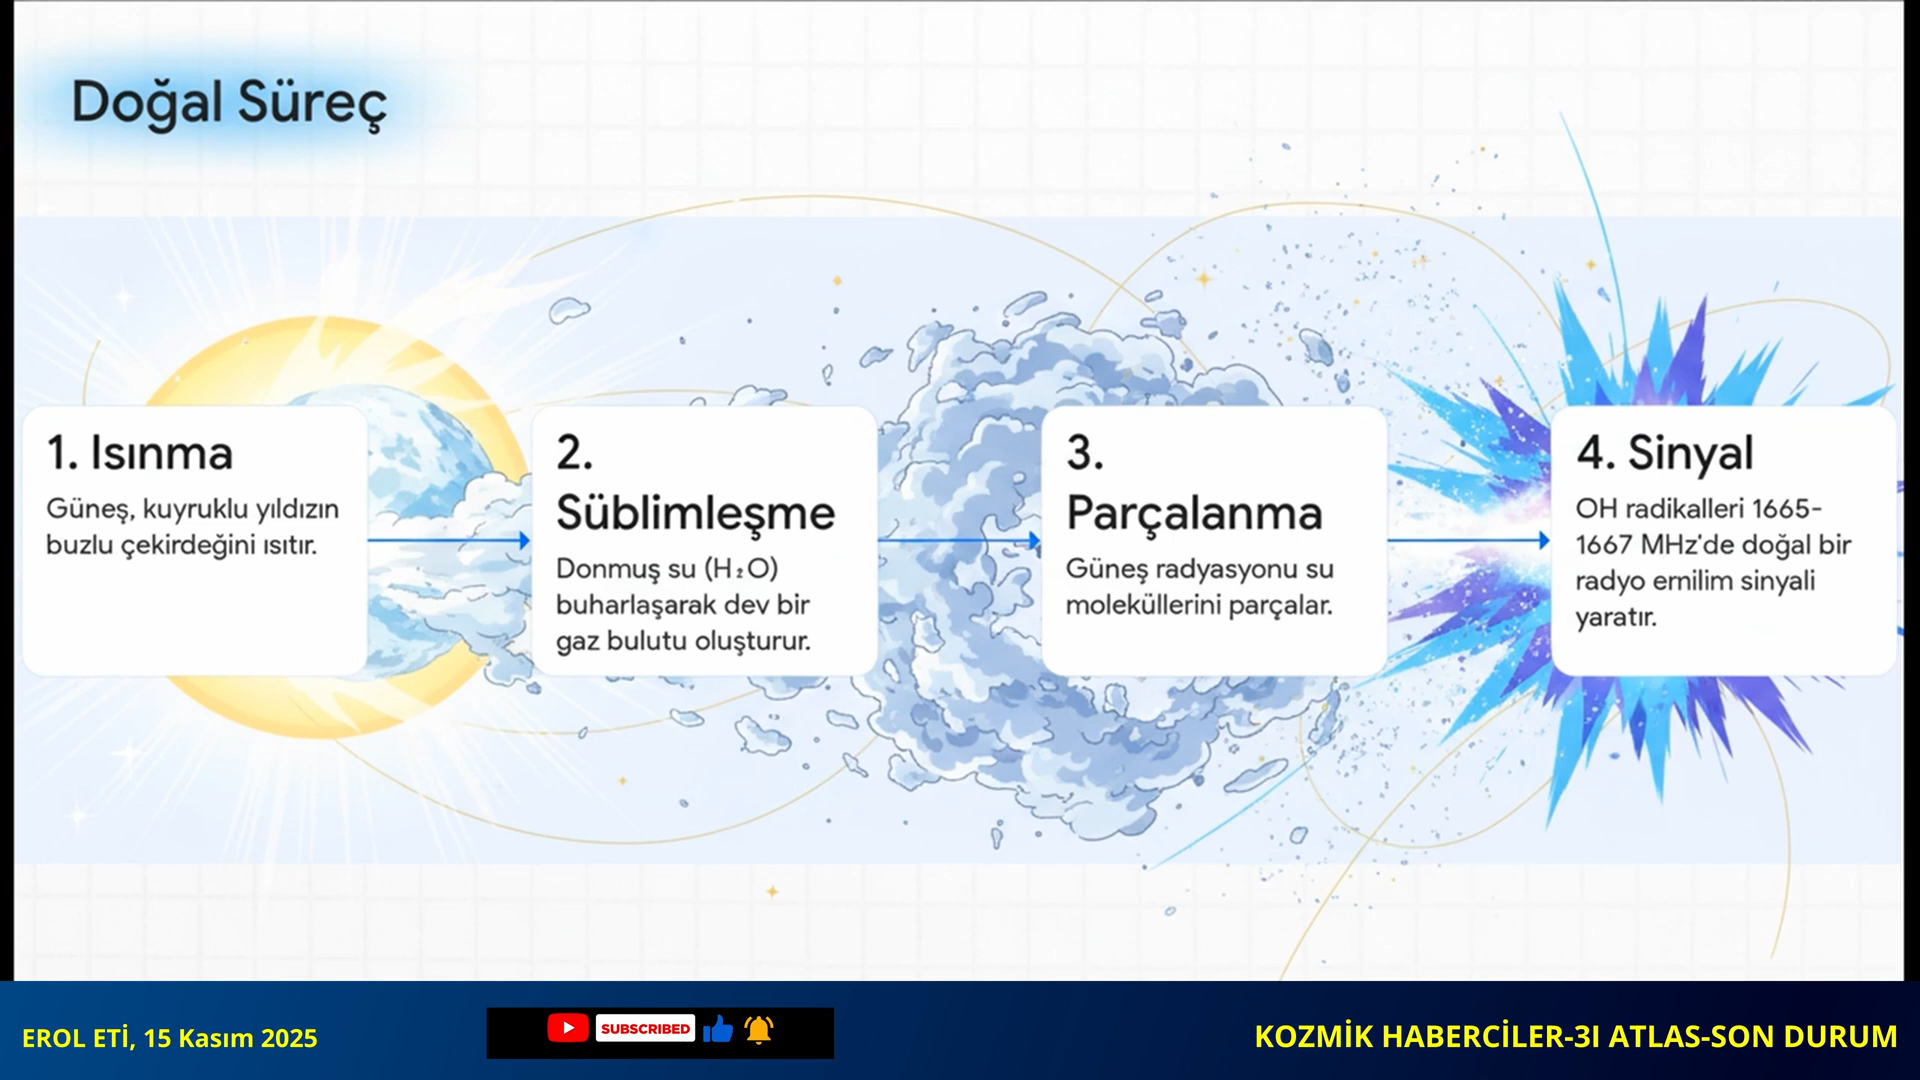 Doğal Süreç
1. Isınma
Güneş, kuyruklu yıldızın
buzlu çekirdeğini ısıtır.
2.
Süblimleşme
Donmuş su (H₂O)
buharlaşarak dev bir
gaz bulutu oluşturur.
3.
Parçalanma
Güneş radyasyonu su
moleküllerini parçalar.
4. Sinyal
OH radikalleri 1665-
1667 MHz'de doğal bir
radyo emilim sinyali
yaratır.
EROL ETİ, 15 Kasım 2025
SUBSCRIBED
KOZMİK HABERCİLER-3I ATLAS-SON DURUM